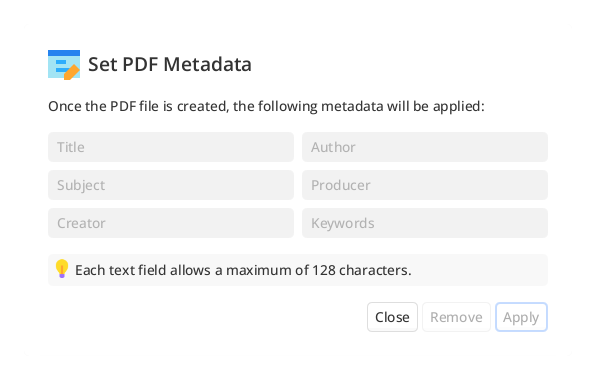 Set PDF Metadata
Once the PDF file is created, the following metadata will be applied:
Title
Author
Subject
Producer
Creator
Keywords
Each text field allows a maximum of 128 characters.
Close
Remove
Apply